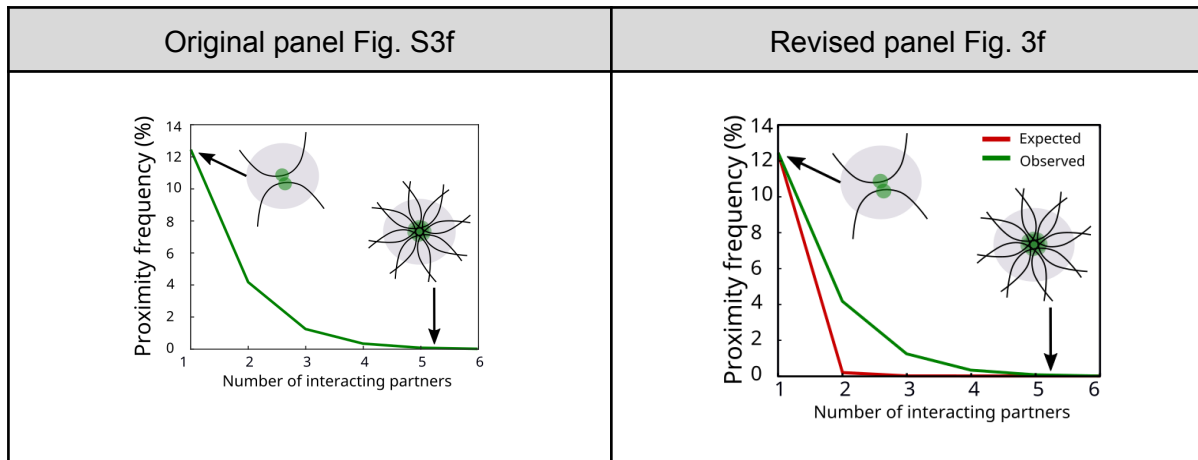 Original panel Fig. S3f
Revised panel Fig. 3f
Proximity frequency (%)
14
12
10
8
6
4
2
0
1 2 3 4 5 6
Number of interacting partners
Proximity frequency (%)
14
12
10
8
6
4
2
0
Expected
Observed
1 2 3 4 5 6
Number of interacting partners